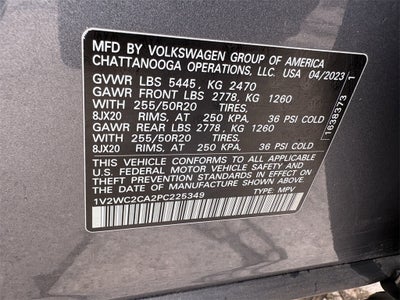 MFD BY VOLKSWAGEN GROUP OF AMERICA
CHATTANOOGA OPERATIONS, LLC. USA 04/2023
GVWR LBS 5445, KG 2470
GAWR FRONT LBS 2778, KG 1260
WITH 255/50R20 TIRES,
8JX20 RIMS, AT 250 KPA, 36 PSI COLD
GAWR REAR LBS 2778, KG 1260
WITH 255/50R20 TIRES,
8JX20 RIMS, AT 250 KPA, 36 PSI COLD
THIS VEHICLE CONFORMS TO ALL APPLICABLE
U.S. FEDERAL MOTOR VEHICLE SAFETY AND
THEFT PREVENTION STANDARDS IN EFFECT
ON THE DATE OF MANUFACTURE SHOWN ABOVE.
1V2WC2CA2PC225349 TYPE: MPV
1638373 T